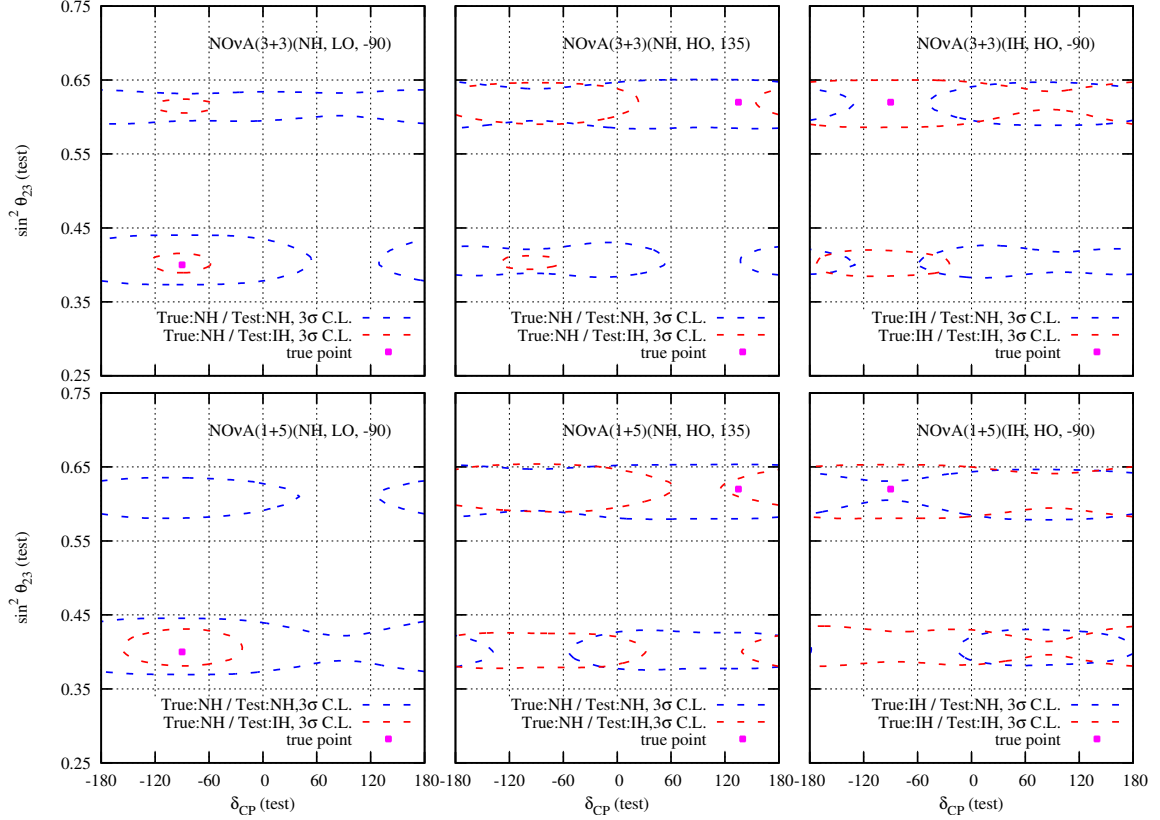 0.75
0.65
0.55
0.45
0.35
0.25
sin² θ₂₃ (test)
NOνA(3+3)(NH, LO, -90)
True:NH / Test:NH, 3σ C.L.
True:NH / Test:IH, 3σ C.L.
true point
NOνA(3+3)(NH, HO, 135)
True:NH / Test:NH, 3σ C.L.
True:NH / Test:IH, 3σ C.L.
true point
NOνA(3+3)(IH, HO, -90)
True:IH / Test:NH, 3σ C.L.
True:IH / Test:IH, 3σ C.L.
true point
0.75
0.65
0.55
0.45
0.35
0.25
sin² θ₂₃ (test)
NOνA(1+5)(NH, LO, -90)
True:NH / Test:NH,3σ C.L.
True:NH / Test:IH, 3σ C.L.
true point
-180 -120 -60 0 60 120 180
δCP (test)
NOνA(1+5)(NH, HO, 135)
True:NH / Test:NH, 3σ C.L.
True:NH / Test:IH,3σ C.L.
true point
-180 -120 -60 0 60 120 180
δCP (test)
NOνA(1+5)(IH, HO, -90)
True:IH / Test:NH, 3σ C.L.
True:IH / Test:IH, 3σ C.L.
true point
-180 -120 -60 0 60 120 180
δCP (test)